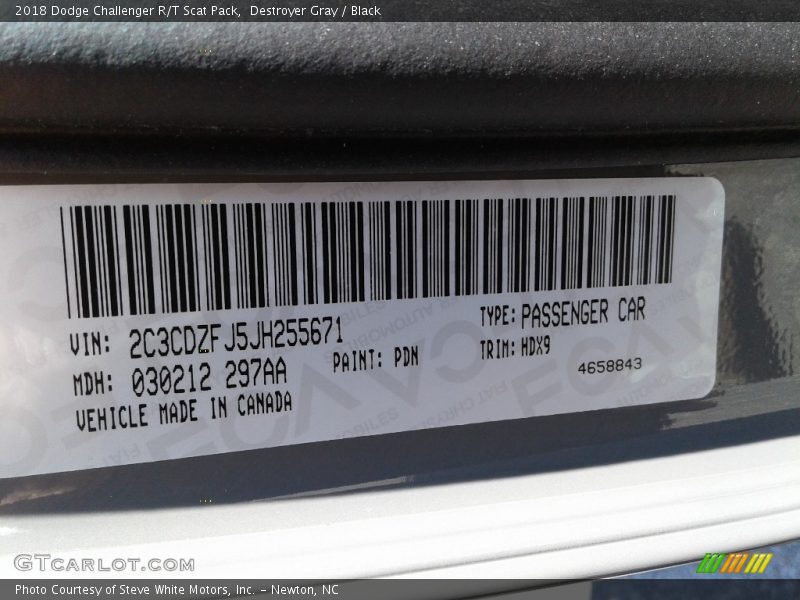 2018 Dodge Challenger R/T Scat Pack, Destroyer Gray / Black
VIN: 2C3CDZFJ5JH255671 TYPE: PASSENGER CAR
MDH: 030212 297AA PAINT: PDN TRIM: HDX9
VEHICLE MADE IN CANADA 4658843
GTCARLOT.COM
Photo Courtesy of Steve White Motors, Inc. – Newton, NC